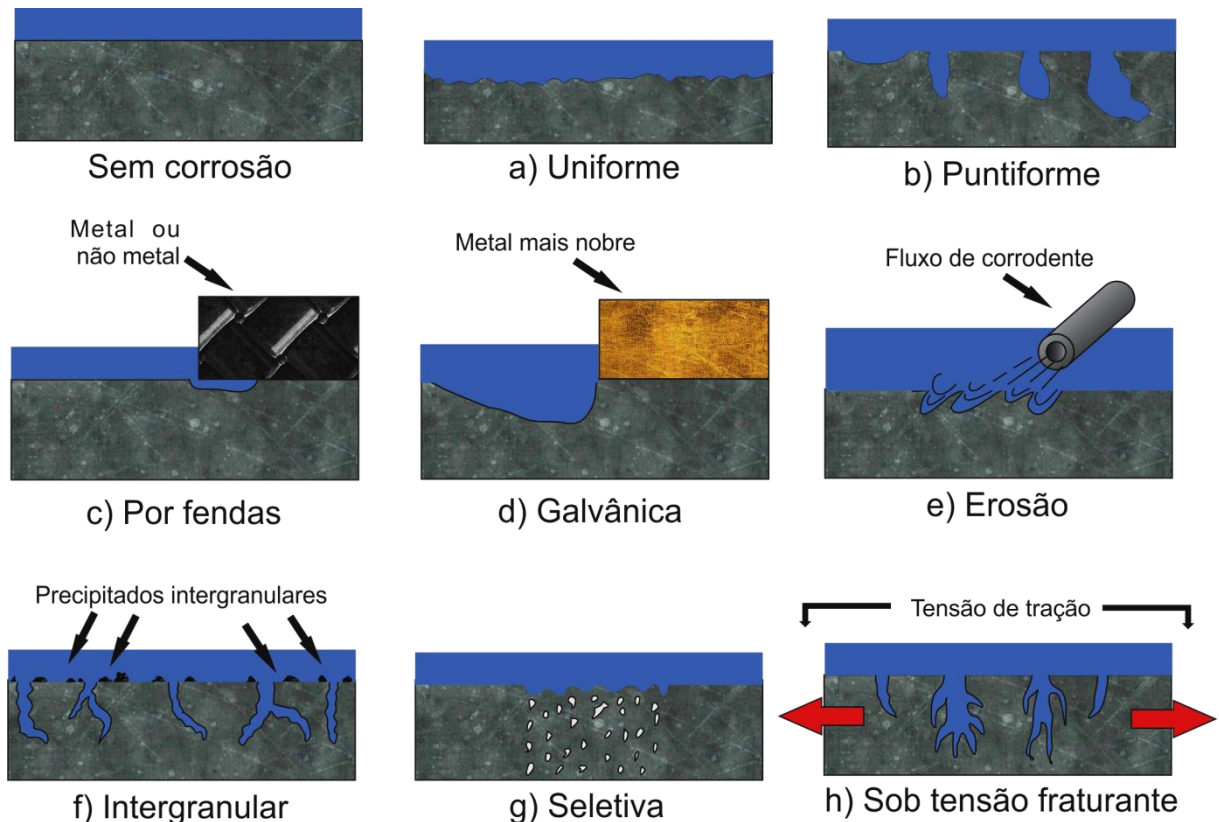 Sem corrosão
a) Uniforme
b) Puntiforme
Metal ou
não metal
Metal mais nobre
Fluxo de corrodente
c) Por fendas
d) Galvânica
e) Erosão
Precipitados intergranulares
Tensão de tração
f) Intergranular
g) Seletiva
h) Sob tensão fraturante